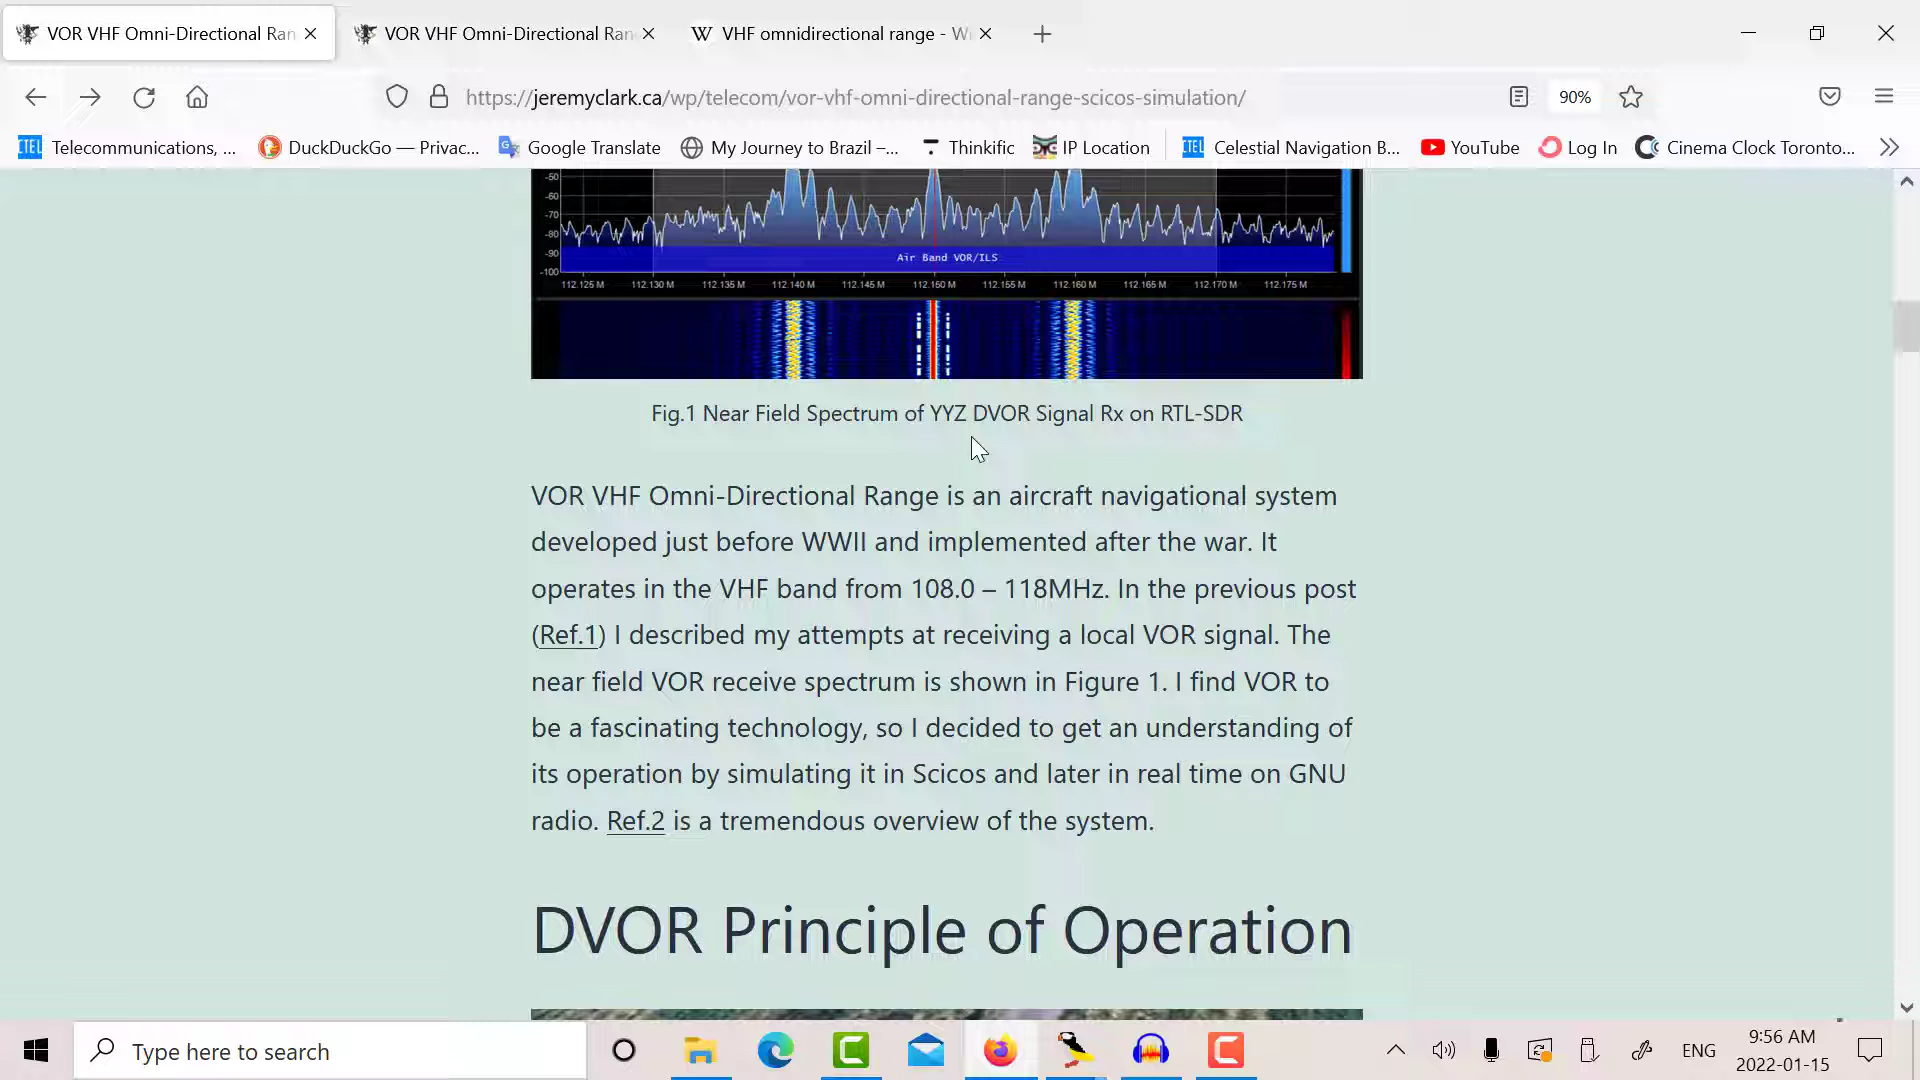 VOR VHF Omni-Directional Ran
VOR VHF Omni-Directional Ran
VHF omnidirectional range - W
https://jeremyclark.ca/wp/telecom/vor-vhf-omni-directional-range-scicos-simulation/
90%
Telecommunications, ...
DuckDuckGo — Privac...
Google Translate
My Journey to Brazil –...
Thinkific
IP Location
CTEL
Celestial Navigation B...
YouTube
Log In
Cinema Clock Toronto...
-50
-60
-70
-80
-90
-100
Air Band VOR/ILS
112.125 M 112.130 M 112.135 M 112.140 M 112.145 M 112.150 M 112.155 M 112.160 M 112.165 M 112.170 M 112.175 M
Fig.1 Near Field Spectrum of YYZ DVOR Signal Rx on RTL-SDR
VOR VHF Omni-Directional Range is an aircraft navigational system
developed just before WWII and implemented after the war. It
operates in the VHF band from 108.0 – 118MHz. In the previous post
(Ref.1) I described my attempts at receiving a local VOR signal. The
near field VOR receive spectrum is shown in Figure 1. I find VOR to
be a fascinating technology, so I decided to get an understanding of
its operation by simulating it in Scicos and later in real time on GNU
radio. Ref.2 is a tremendous overview of the system.
DVOR Principle of Operation
Type here to search
ENG
9:56 AM
2022-01-15